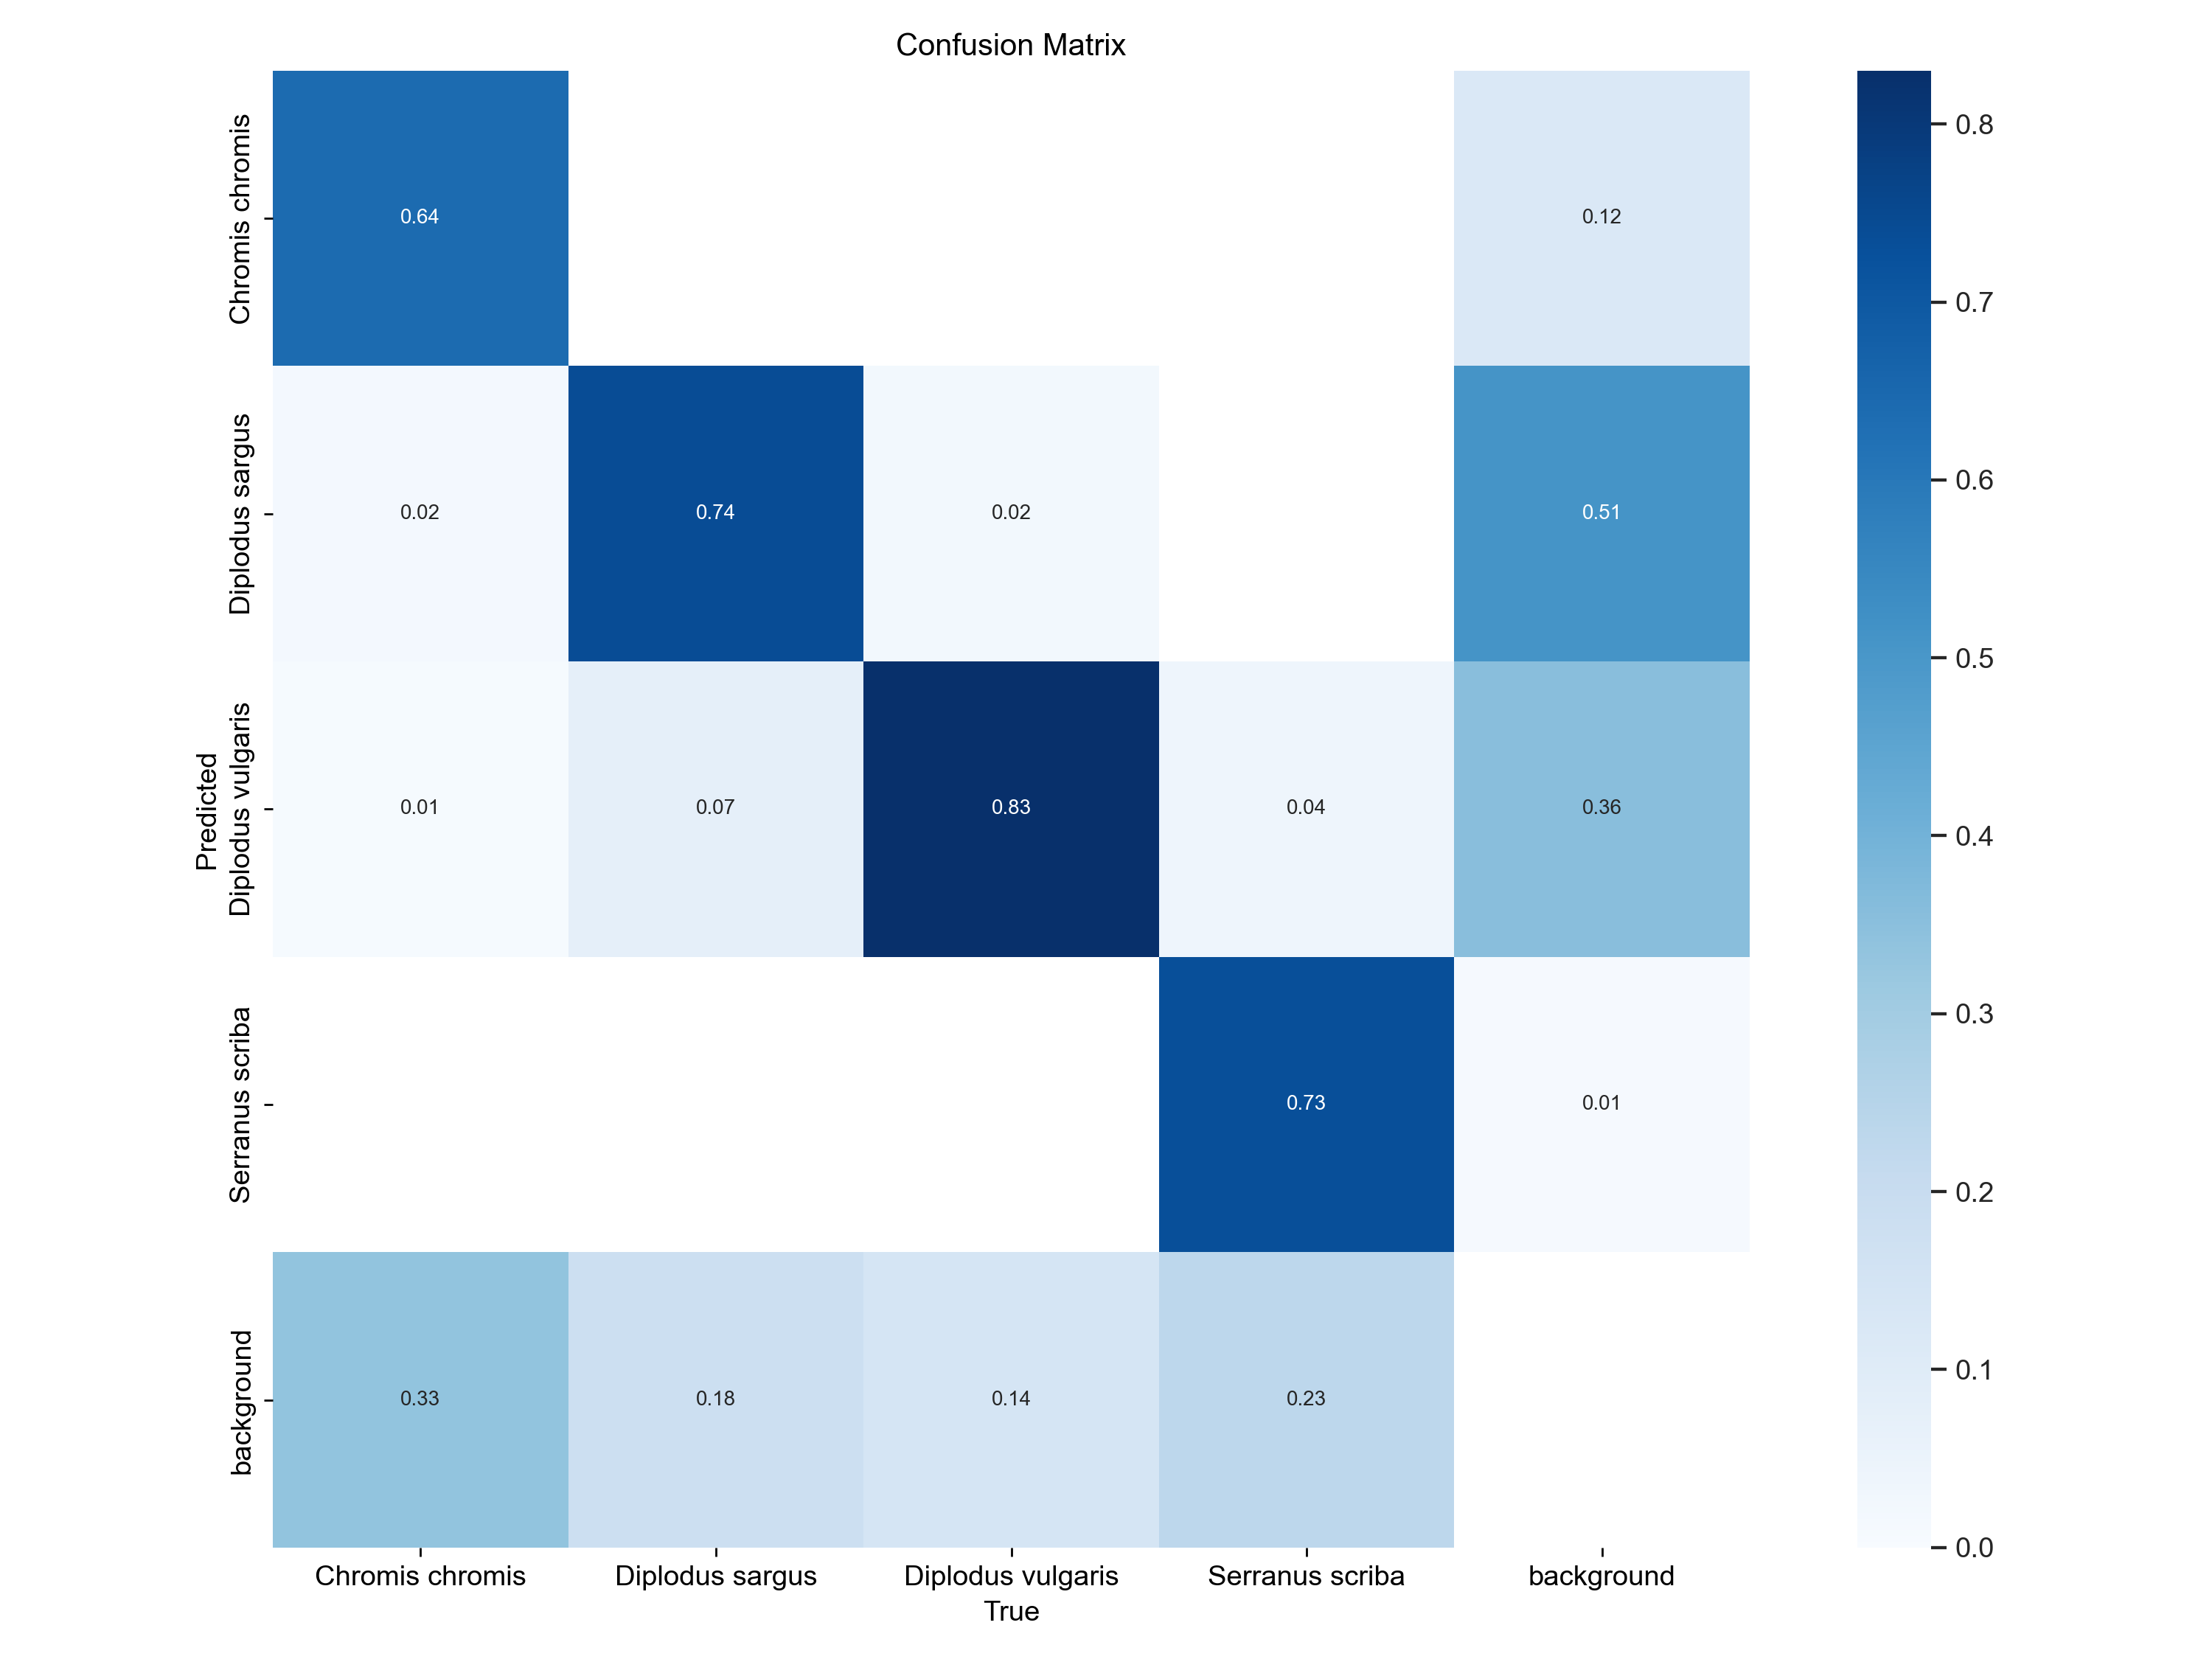 Confusion Matrix
Predicted
Chromis chromis
0.64
0.12
Diplodus sargus
0.02
0.74
0.02
0.51
Diplodus vulgaris
0.01
0.07
0.83
0.04
0.36
Serranus scriba
0.73
0.01
background
0.33
0.18
0.14
0.23
Chromis chromis
Diplodus sargus
Diplodus vulgaris
Serranus scriba
background
True
0.8
0.7
0.6
0.5
0.4
0.3
0.2
0.1
0.0